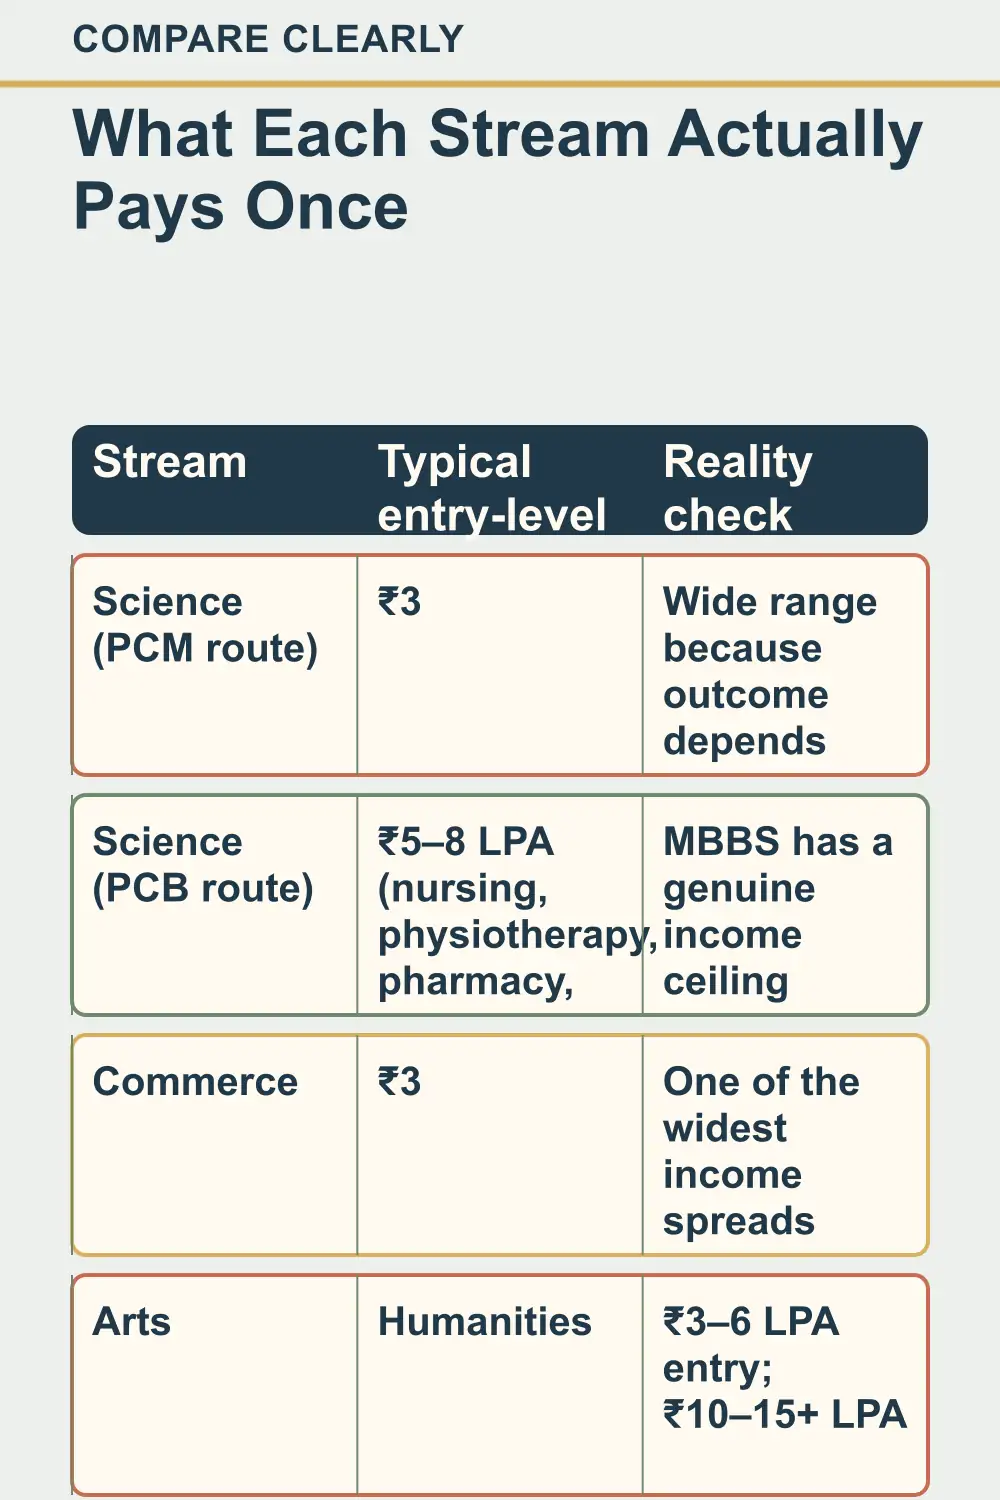 COMPARE CLEARLY
What Each Stream Actually
Pays Once
Stream
Typical
entry-level
Reality
check
Science
(PCM route)
₹3
Wide range
because
outcome
depends
Science
(PCB route)
₹5–8 LPA
(nursing,
physiotherapy,
pharmacy,
MBBS has a
genuine
income
ceiling
Commerce
₹3
One of the
widest
income
spreads
Arts
Humanities
₹3–6 LPA
entry;
₹10–15+ LPA